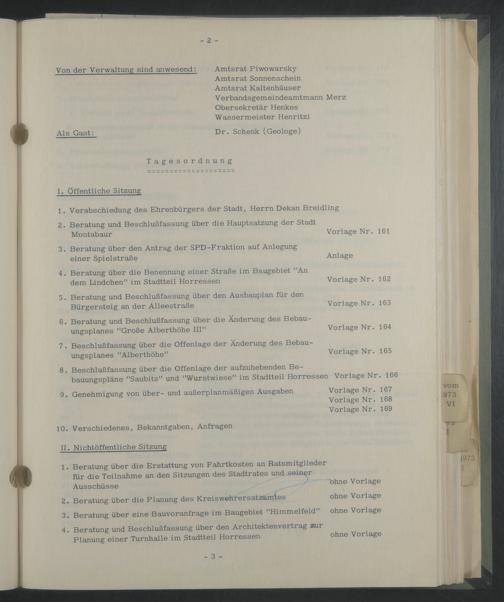 - 2 -
Von der Verwaltung sind anwesend: Amtsrat Piwowarsky
Amtsrat Sonnenschein
Amtsrat Kaltenhäuser
Verbandsgemeindeamtmann Merz
Obersekretär Henkes
Wassermeister Henritzi
Als Gast: Dr. Schenk (Geologe)
Tagesordnung
====================
I. Öffentliche Sitzung
1. Verabschiedung des Ehrenbürgers der Stadt, Herrn Dekan Breidling
2. Beratung und Beschlußfassung über die Hauptsatzung der Stadt
Montabaur Vorlage Nr. 161
3. Beratung über den Antrag der SPD-Fraktion auf Anlegung
einer Spielstraße Anlage
4. Beratung über die Benennung einer Straße im Baugebiet "An
dem Lindchen" im Stadtteil Horressen Vorlage Nr. 162
5. Beratung und Beschlußfassung über den Ausbauplan für den
Bürgersteig an der Alleestraße Vorlage Nr. 163
6. Beratung und Beschlußfassung über die Änderung des Bebau-
ungsplanes "Große Alberthöhe III" Vorlage Nr. 164
7. Beschlußfassung über die Offenlage der Änderung des Bebau-
ungsplanes "Alberthöhe" Vorlage Nr. 165
8. Beschlußfassung über die Offenlage der aufzuhebenden Be-
bauungspläne "Saubitz" und "Wurstwiese" im Stadtteil Horressen Vorlage Nr. 166
9. Genehmigung von über- und außerplanmäßigen Ausgaben Vorlage Nr. 167
Vorlage Nr. 168
Vorlage Nr. 169
10. Verschiedenes, Bekanntgaben, Anfragen
II. Nichtöffentliche Sitzung
1. Beratung über die Erstattung von Fahrtkosten an Ratsmitglieder
für die Teilnahme an den Sitzungen des Stadtrates und seiner
Ausschüsse ohne Vorlage
2. Beratung über die Planung des Kreiswehrersatzamtes ohne Vorlage
3. Beratung über eine Bauvoranfrage im Baugebiet "Himmelfeld" ohne Vorlage
4. Beratung und Beschlußfassung über den Architektenvertrag zur
Planung einer Turnhalle im Stadtteil Horressen ohne Vorlage
- 3 -
vom
1973
VI
1973